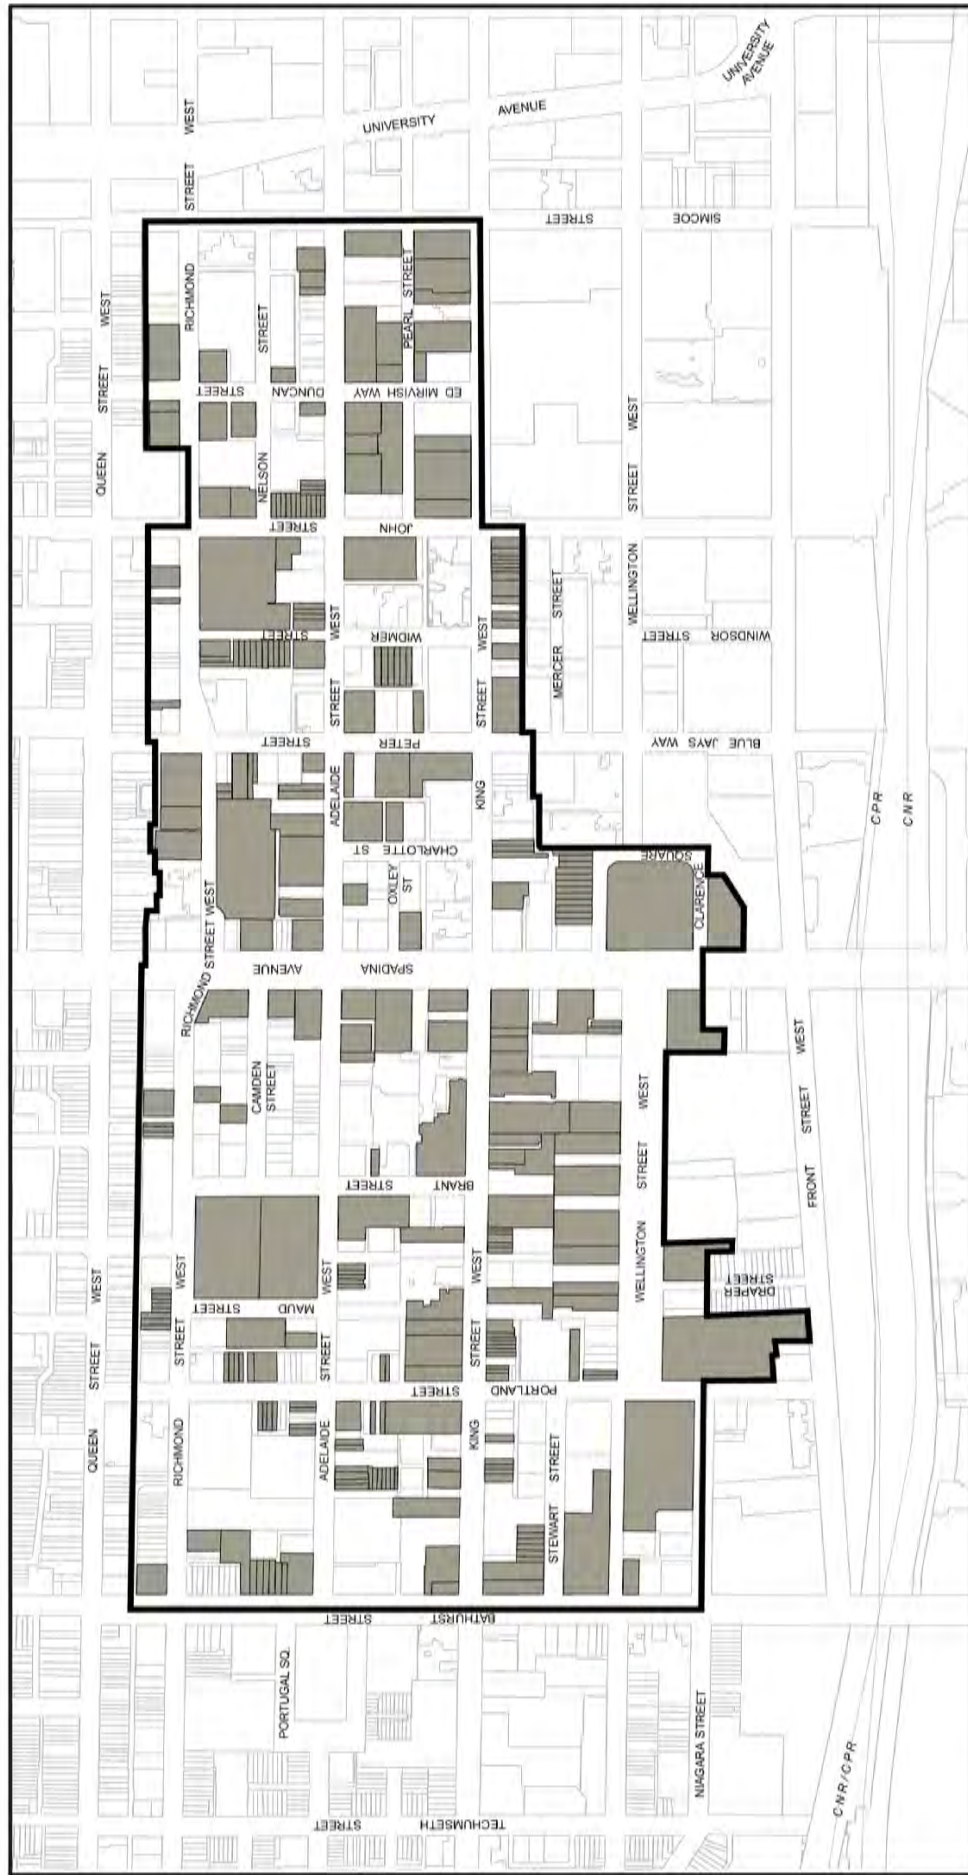 UNIVERSITY
AVENUE
UNIVERSITY
AVENUE
STREET
WEST
STREET
SIMCOE
RICHMOND
STREET
PEARL
STREET
WEST
STREET
QUEEN
STREET
DUNCAN
ED MIRVISH WAY
NELSON
STREET
JOHN
WEST
STREET
WELLINGTON
STREET
WEST
WIDMER
WEST
STREET
MERCER
STREET
WINDSOR
STREET
STREET
STREET
PETER
STREET
BLUE JAYS WAY
ADELAIDE
KING
CPR
CNR
CHARLOTTE ST
OXLEY
ST
SQUARE
CLARENCE
RICHMOND STREET WEST
AVENUE
SPADINA
CAMDEN
STREET
WEST
STREET
FRONT
WEST
STREET
WELLINGTON
STREET
BRANT
WEST
STREET
QUEEN
WEST
STREET
RICHMOND
STREET
MAUD
WEST
STREET
ADELAIDE
WEST
STREET
KING
DRAPER
STREET
STREET
PORTLAND
STREET
STEWART
BATHURST
STREET
PORTUGAL SQ.
NIAGARA STREET
CNR/CPR
TECHUMSETH
STREET